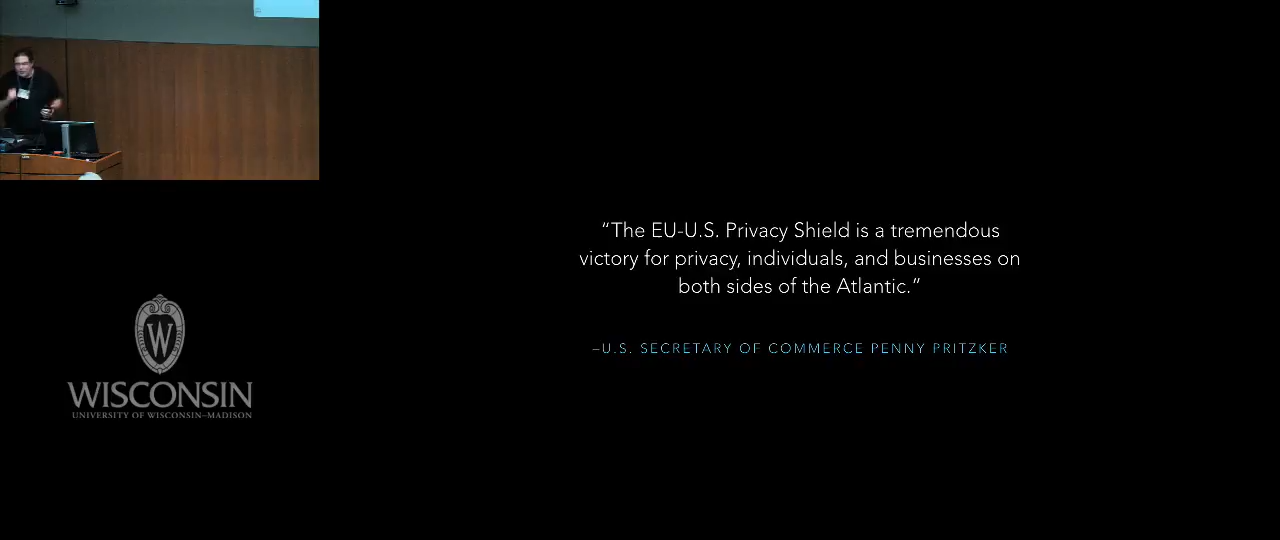 “The EU-U.S. Privacy Shield is a tremendous
victory for privacy, individuals, and businesses on
both sides of the Atlantic.”
–U.S. SECRETARY OF COMMERCE PENNY PRITZKER
W
WISCONSIN
UNIVERSITY OF WISCONSIN–MADISON